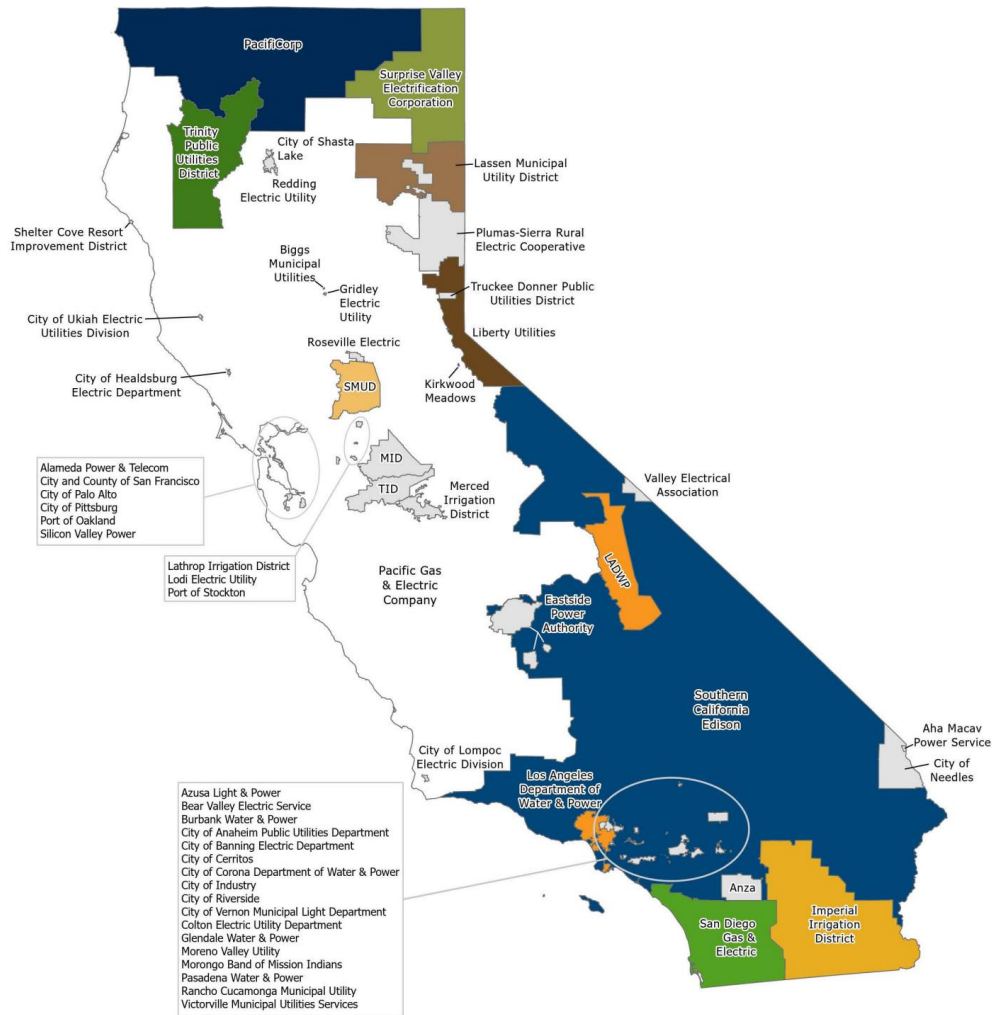 PacifiCorp
Surprise Valley
Electrification
Corporation
Trinity
Public
Utilities
District
City of Shasta
Lake
Redding
Electric Utility
Lassen Municipal
Utility District
Shelter Cove Resort
Improvement District
Plumas-Sierra Rural
Electric Cooperative
Biggs
Municipal
Utilities
Gridley
Electric
Utility
Truckee Donner Public
Utilities District
City of Ukiah Electric
Utilities Division
Liberty Utilities
Roseville Electric
SMUD
Kirkwood
Meadows
City of Healdsburg
Electric Department
Alameda Power & Telecom
City and County of San Francisco
City of Palo Alto
City of Pittsburg
Port of Oakland
Silicon Valley Power
MID
TID
Merced
Irrigation
District
Valley Electrical
Association
Lathrop Irrigation District
Lodi Electric Utility
Port of Stockton
Pacific Gas
& Electric
Company
LADWP
Eastside
Power
Authority
Southern
California
Edison
Aha Macav
Power Service
City of
Needles
City of Lompoc
Electric Division
Los Angeles
Department of
Water & Power
Azusa Light & Power
Bear Valley Electric Service
Burbank Water & Power
City of Anaheim Public Utilities Department
City of Banning Electric Department
City of Cerritos
City of Corona Department of Water & Power
City of Industry
City of Riverside
City of Vernon Municipal Light Department
Colton Electric Utility Department
Glendale Water & Power
Moreno Valley Utility
Morongo Band of Mission Indians
Pasadena Water & Power
Rancho Cucamonga Municipal Utility
Victorville Municipal Utilities Services
Anza
San Diego
Gas &
Electric
Imperial
Irrigation
District